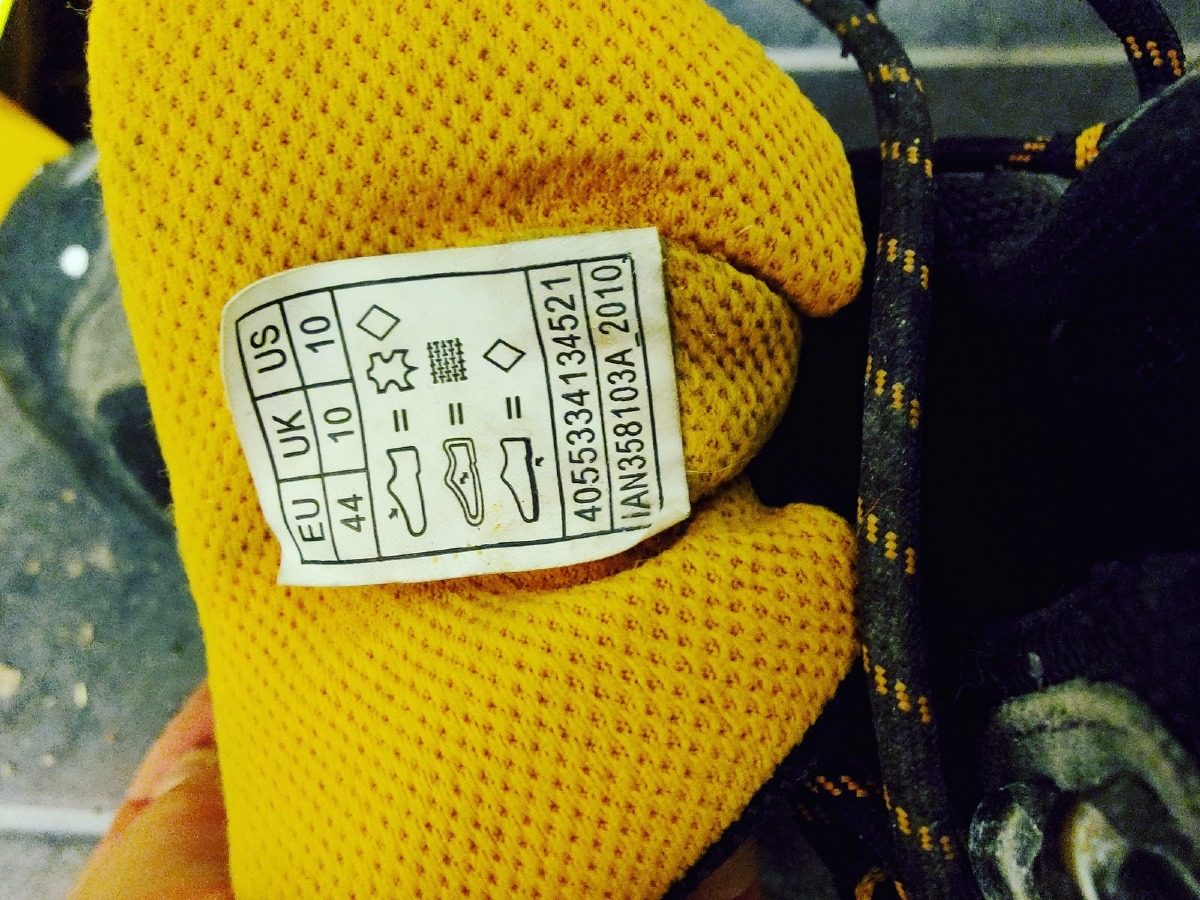 EU UK US
44 10 10
= 
=
=
4055334134521
IAN358103A_2010